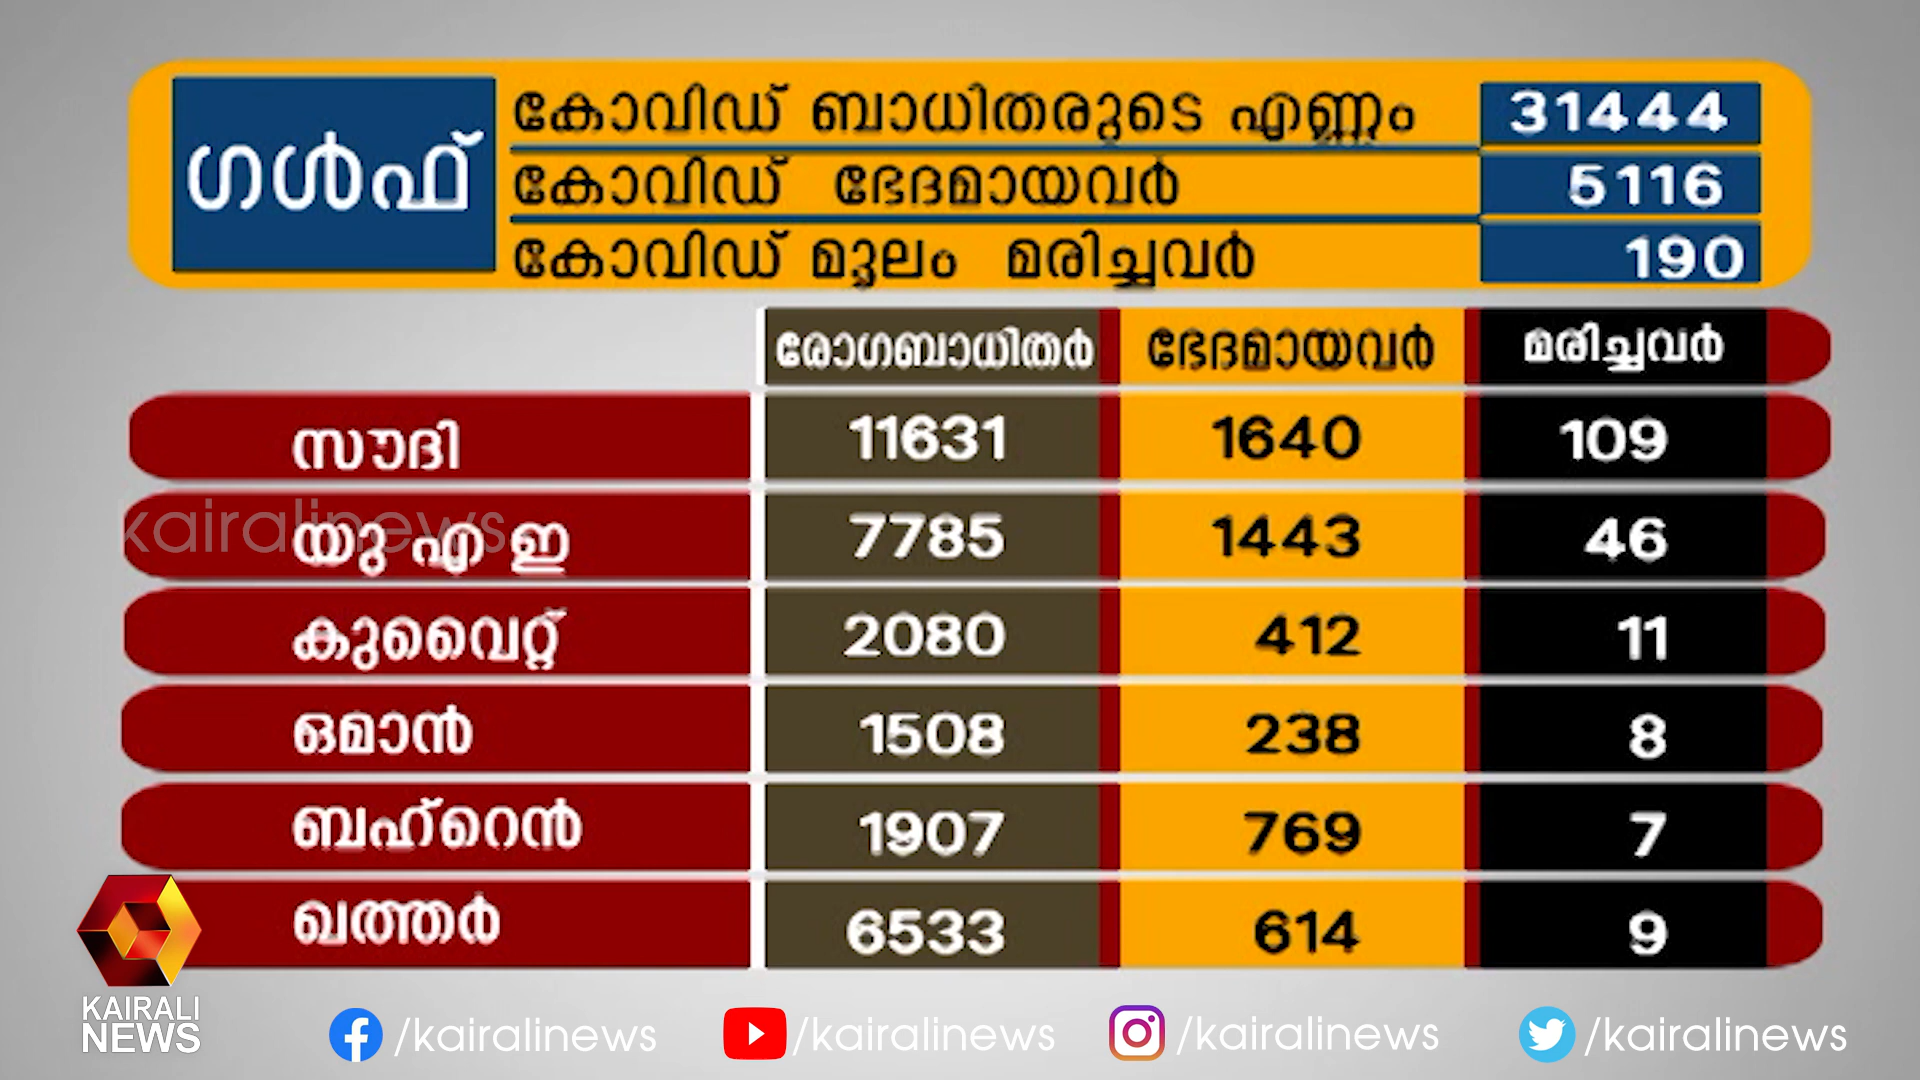 ഗൾഫ്
കോവിഡ് ബാധിതരുടെ എണ്ണം 31444
കോവിഡ് ഭേദമായവർ 5116
കോവിഡ് മൂലം മരിച്ചവർ 190
രോഗബാധിതർ ഭേദമായവർ മരിച്ചവർ
സൗദി 11631 1640 109
kairalinews
യു എ ഇ 7785 1443 46
കുവൈറ്റ് 2080 412 11
ഒമാൻ 1508 238 8
ബഹ്റെൻ 1907 769 7
ഖത്തർ 6533 614 9
KAIRALI
NEWS
/kairalinews /kairalinews /kairalinews /kairalinews